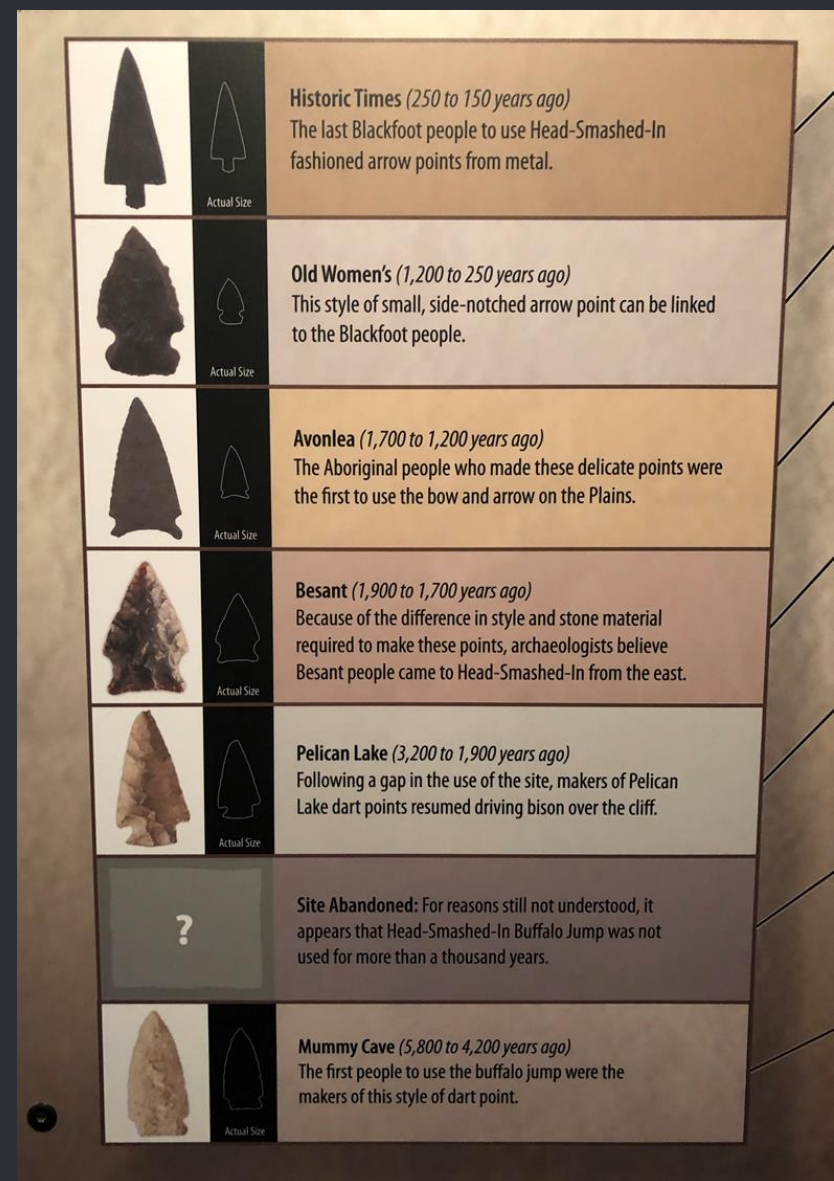 Historic Times (250 to 150 years ago)
The last Blackfoot people to use Head-Smashed-In
fashioned arrow points from metal.
Actual Size
Old Women's (1,200 to 250 years ago)
This style of small, side-notched arrow point can be linked
to the Blackfoot people.
Actual Size
Avonlea (1,700 to 1,200 years ago)
The Aboriginal people who made these delicate points were
the first to use the bow and arrow on the Plains.
Actual Size
Besant (1,900 to 1,700 years ago)
Because of the difference in style and stone material
required to make these points, archaeologists believe
Besant people came to Head-Smashed-In from the east.
Actual Size
Pelican Lake (3,200 to 1,900 years ago)
Following a gap in the use of the site, makers of Pelican
Lake dart points resumed driving bison over the cliff.
Actual Size
?
Site Abandoned: For reasons still not understood, it
appears that Head-Smashed-In Buffalo Jump was not
used for more than a thousand years.
Mummy Cave (5,800 to 4,200 years ago)
The first people to use the buffalo jump were the
makers of this style of dart point.
Actual Size